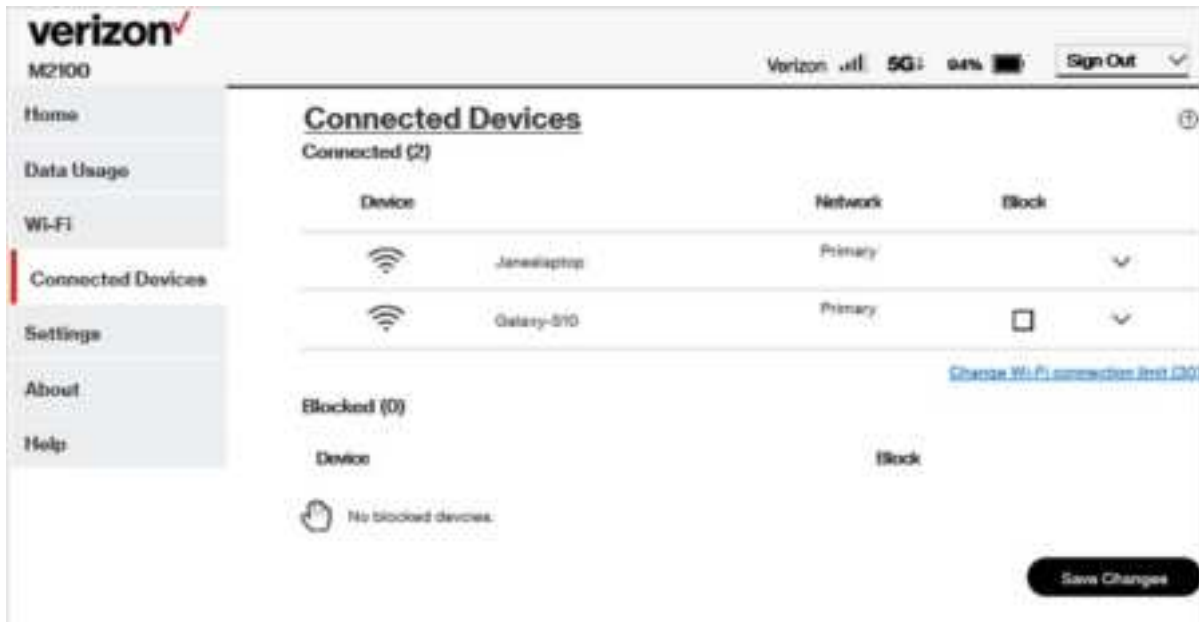 verizon
M2100
Verizon 5G 94% Sign Out
Home
Data Usage
Wi-Fi
Connected Devices
Settings
About
Help
Connected Devices
Connected (2)
Device Network Block
Janeslaptop Primary
Galaxy-S10 Primary
Change Wi-Fi connection limit (30)
Blocked (0)
Device Block
No blocked devices.
Save Changes